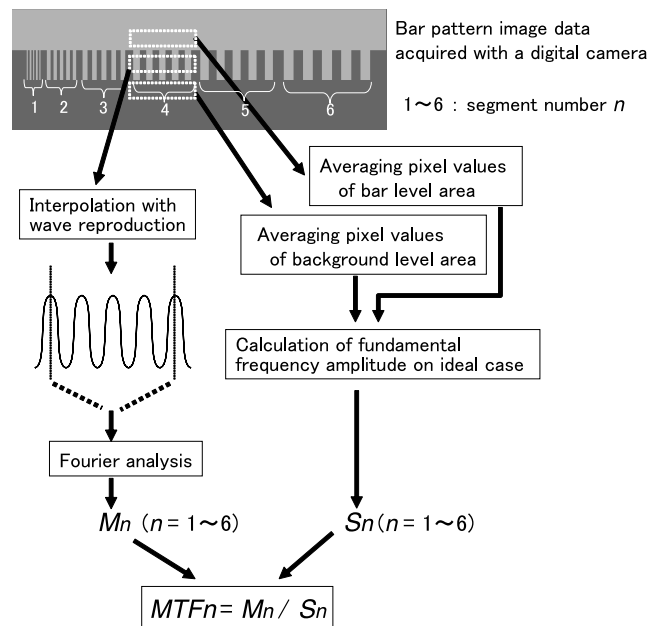 Bar pattern image data
acquired with a digital camera
1 2 3 4 5 6
1~6 : segment number n
Averaging pixel values
of bar level area
Interpolation with
wave reproduction
Averaging pixel values
of background level area
Calculation of fundamental
frequency amplitude on ideal case
Fourier analysis
Mn (n = 1~6)
Sn (n = 1~6)
MTFn = Mn / Sn